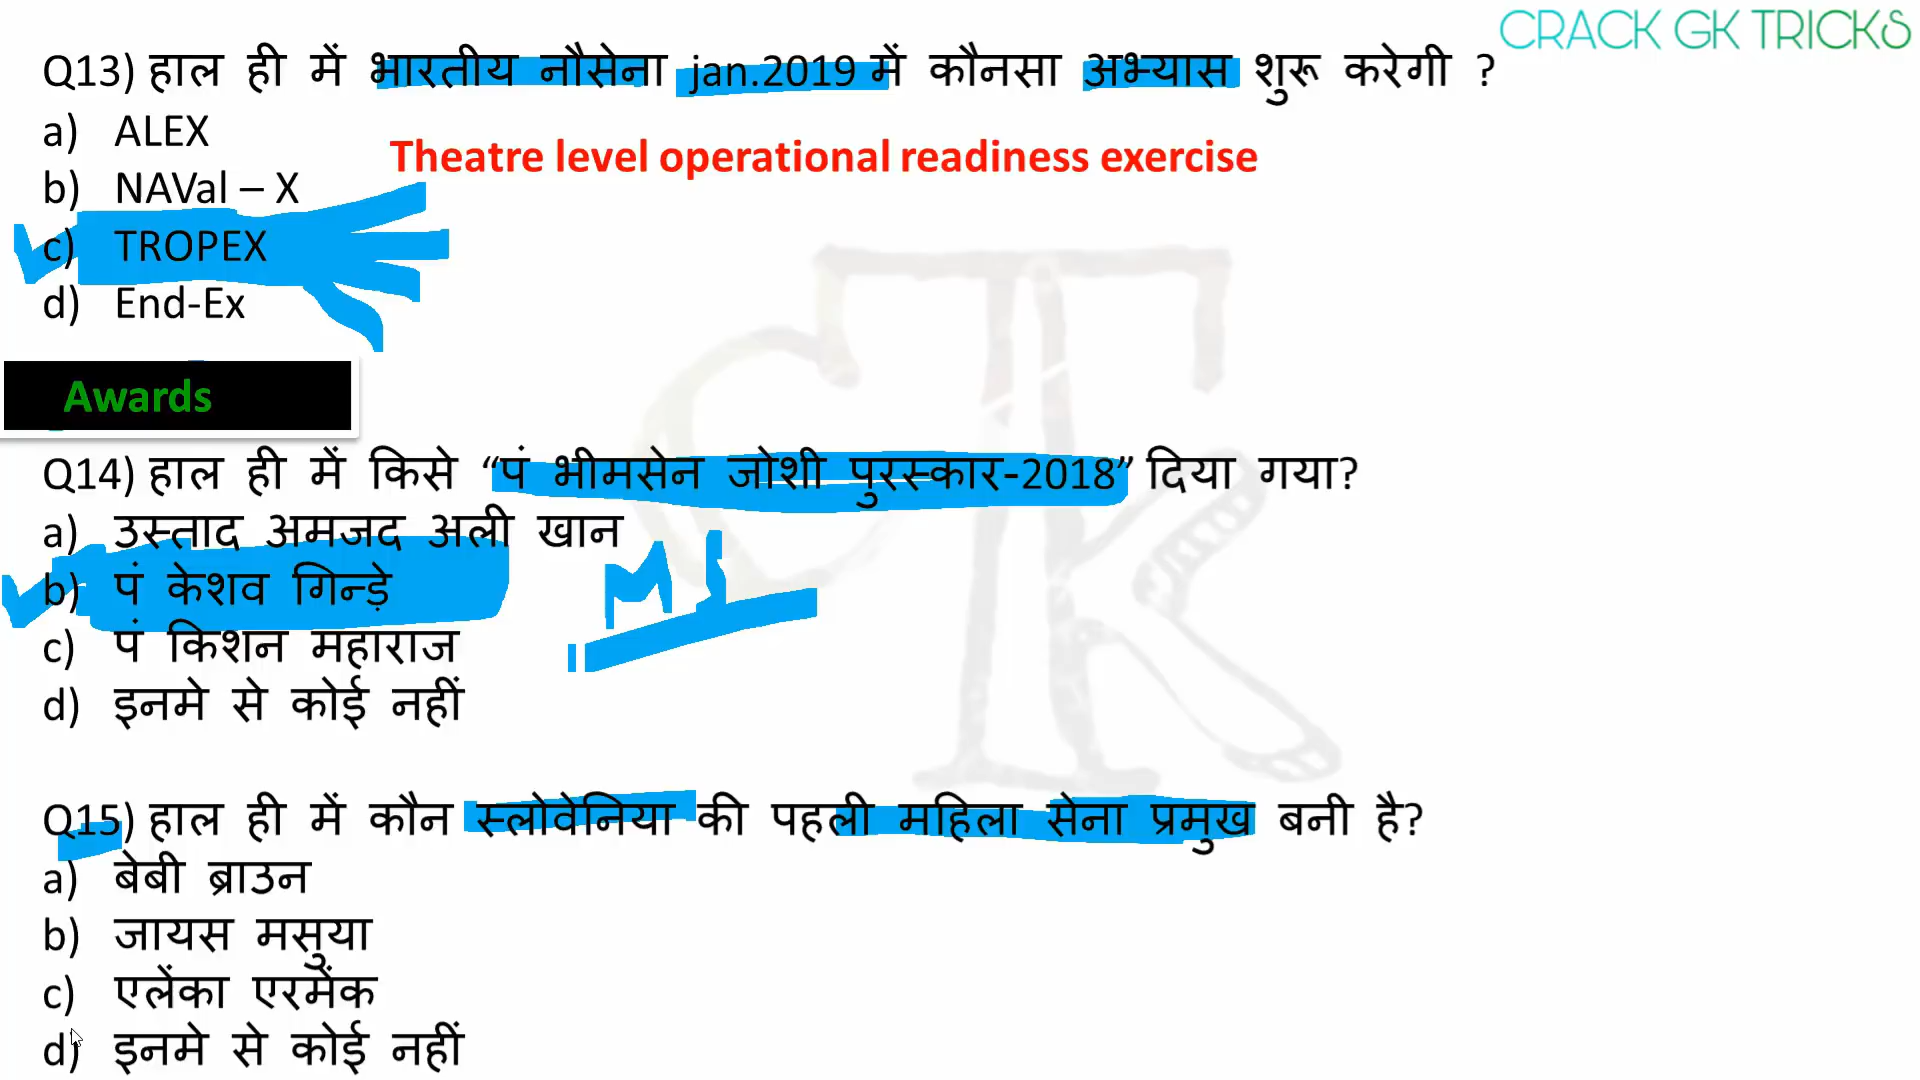 CRACK GK TRICKS
Q13) हाल ही में भारतीय नौसेना jan.2019 में कौनसा अभ्यास शुरू करेगी ?
a) ALEX
Theatre level operational readiness exercise
b) NAVal – X
c) TROPEX
d) End-Ex
Awards
Q14) हाल ही में किसे “पं भीमसेन जोशी पुरस्कार-2018” दिया गया?
a) उस्ताद अमजद अली खान
b) पं केशव गिन्ड़े
c) पं किशन महाराज
d) इनमे से कोई नहीं
Q15) हाल ही में कौन स्लोवेनिया की पहली महिला सेना प्रमुख बनी है?
a) बेबी ब्राउन
b) जायस मसुया
c) एलेंका एरमेंक
d) इनमे से कोई नहीं